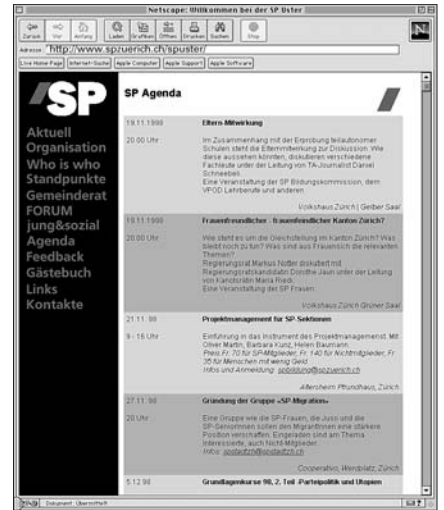 Netscape: Willkommen bei der SP Uster
Zurück Vor Anfang Laden Grafiken Öffnen Drucken Suchen Stop
Adresse: http://www.spzuerich.ch/spuster/
Live Home Page Internet-Suche Apple Computer Apple Support Apple Software
SP
Aktuell
Organisation
Who is who
Standpunkte
Gemeinderat
FORUM
jung&sozial
Agenda
Feedback
Gästebuch
Links
Kontakte
SP Agenda
19.11.1998 Eltern-Mitwirkung
20.00 Uhr Im Zusammenhang mit der Erprobung teilautonomer
Schulen steht die Elternmitwirkung zur Diskussion. Wie
diese aussehen könnten, diskutieren verschiedene
Fachleute unter der Leitung von TA-Journalist Daniel
Schneebeli.
Eine Veranstaltung der SP Bildungskommission, dem
VPOD Lehrberufe und anderen
Volkshaus Zürich | Gelber Saal
19.11.1998 Frauenfreundlicher - frauenfeindlicher Kanton Zürich?
20.00 Uhr Wie steht es um die Gleichstellung im Kanton Zürich? Was
bleibt noch zu tun? Was sind aus Frauensich die relevanten
Themen?
Regierungsrat Markus Notter diskutiert mit
Regierungsratskandidatin Dorothe Jaun unter der Leitung
von Kantonsrätin Maria Riedi.
Eine Veranstaltung der SP Frauen.
Volkshaus Zürich Grüner Saal
21.11.98 Projektmanagement für SP-Sektionen
9 - 15 Uhr Einführung in das Instrument des Projektmanagements. Mit
Oliver Martin, Barbara Kunz, Helen Baumann.
Preis Fr. 70 für SP-Mitglieder, Fr. 140 für Nichtmitglieder, Fr
35 für Menschen mit wenig Geld
Infos und Anmeldung: spbildung@spzuerich.ch
Altersheim Pfrundhaus, Zürich
27.11.98 Gründung der Gruppe «SP-Migration»
20 Uhr Eine Gruppe wie die SP-Frauen, die Juso und die
SP-SeniorInnen sollen den MigrantInnen eine stärkere
Position verschaffen. Eingeladen sind am Thema
Interessierte, auch Nicht-Mitglieder.
Infos: spstadtzh@spstadtzh.ch
Cooperativo, Werdplatz, Zürich
5.12.98 Grundlagenkurse 98, 2. Teil Parteipolitik und Utopien
Dokument: Übermittelt